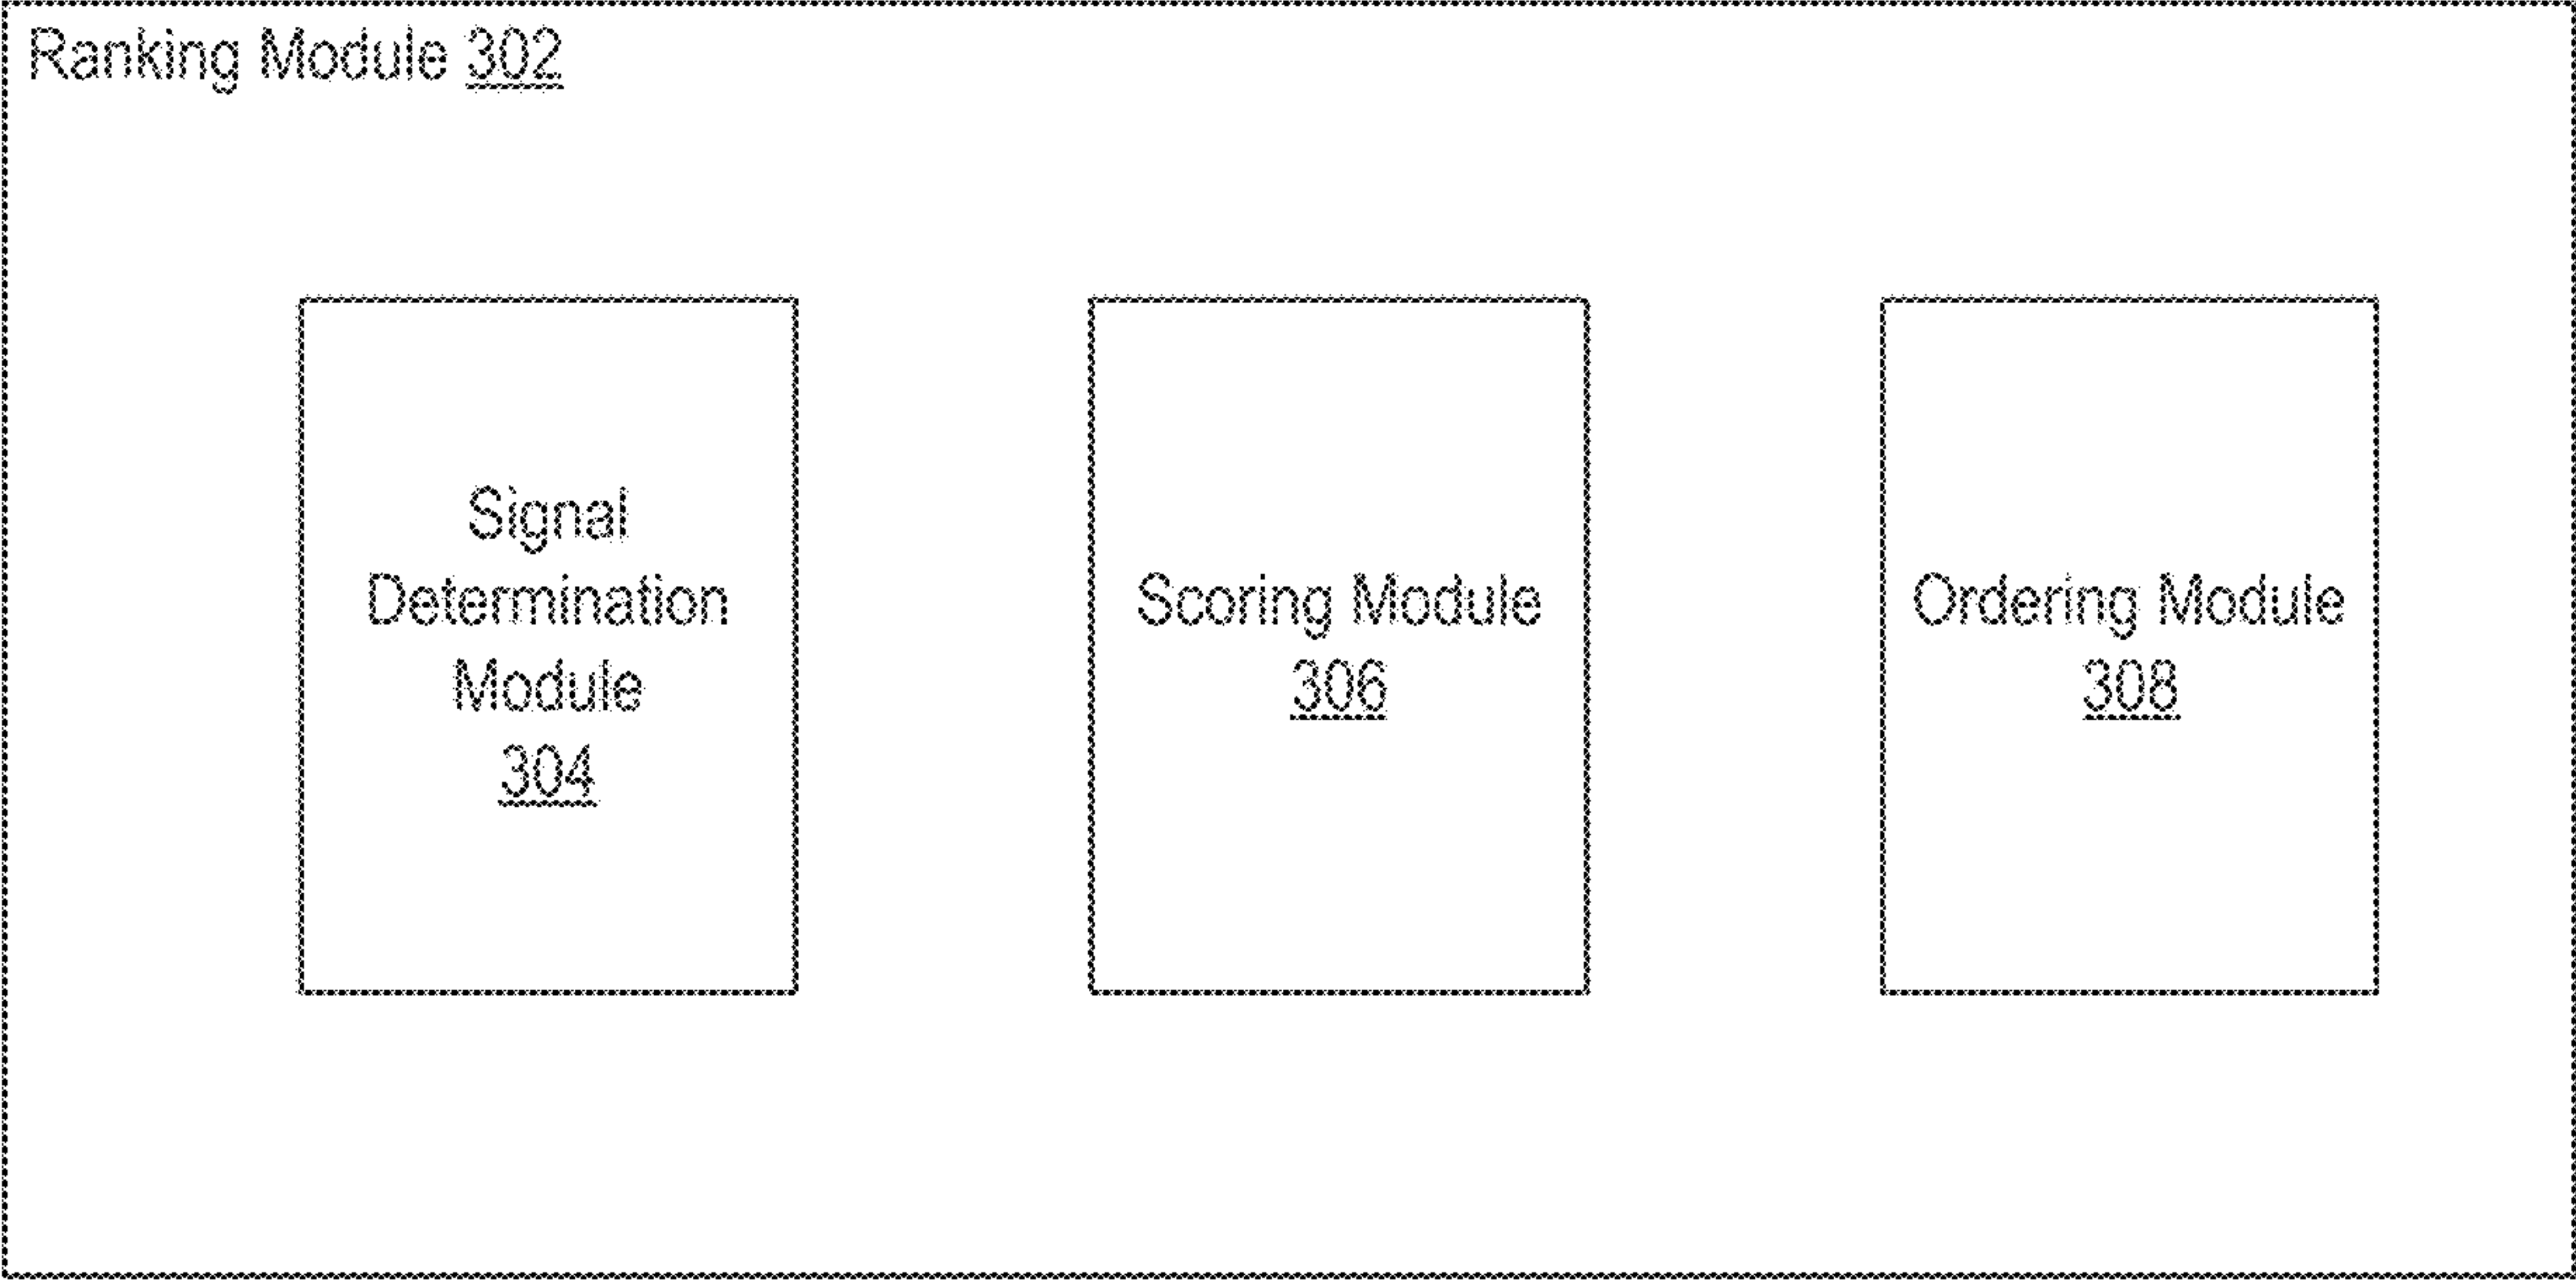 Ranking Module 302
Signal
Determination
Module
304
Scoring Module
306
Ordering Module
308